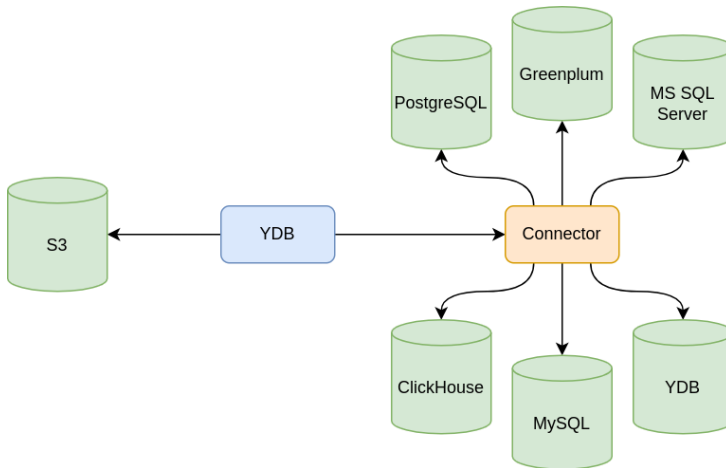 Greenplum
PostgreSQL
MS SQL
Server
S3
YDB
Connector
ClickHouse
MySQL
YDB